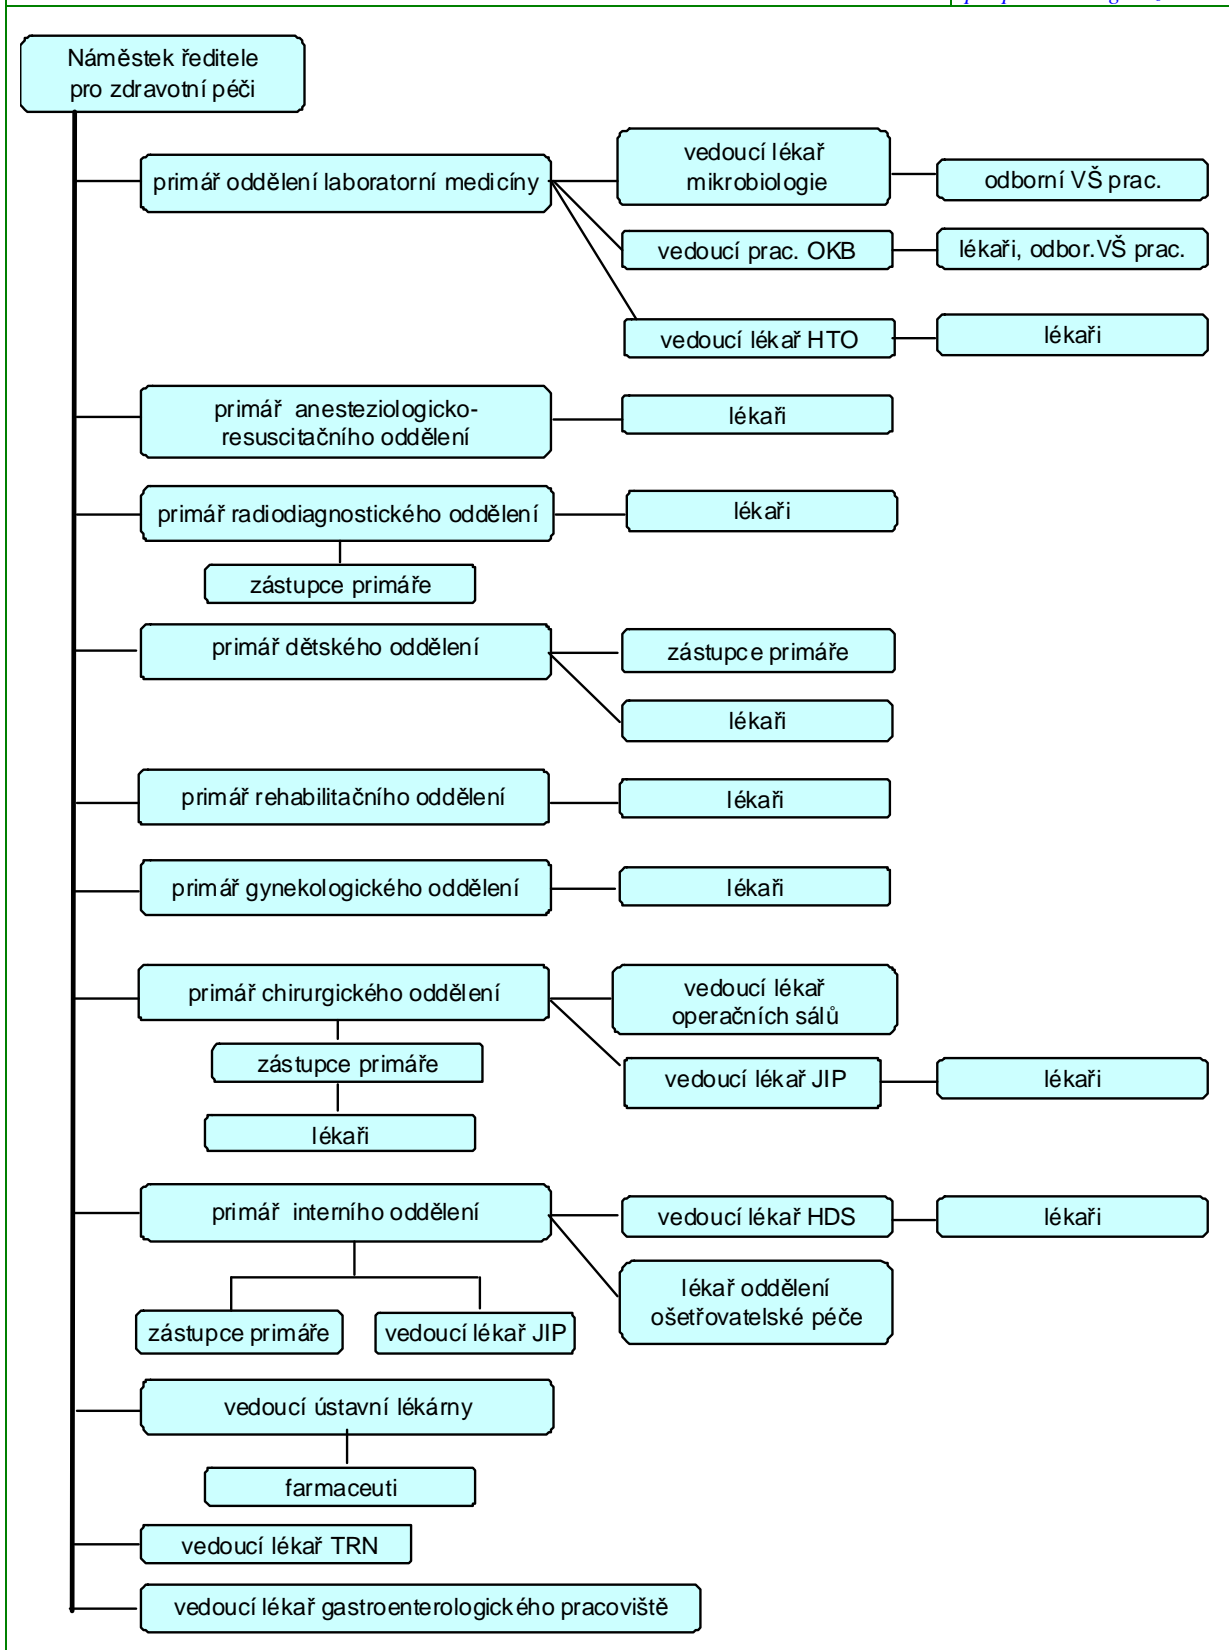 Náměstek ředitele
pro zdravotní péči
primář oddělení laboratorní medicíny
vedoucí lékař
mikrobiologie
odborní VŠ prac.
vedoucí prac. OKB
lékaři, odbor.VŠ prac.
vedoucí lékař HTO
lékaři
primář anesteziologicko-
resuscitačního oddělení
lékaři
primář radiodiagnostického oddělení
lékaři
zástupce primáře
primář dětského oddělení
zástupce primáře
lékaři
primář rehabilitačního oddělení
lékaři
primář gynekologického oddělení
lékaři
primář chirurgického oddělení
vedoucí lékař
operačních sálů
zástupce primáře
vedoucí lékař JIP
lékaři
lékaři
primář interního oddělení
vedoucí lékař HDS
lékaři
lékař oddělení
ošetřovatelské péče
zástupce primáře
vedoucí lékař JIP
vedoucí ústavní lékárny
farmaceuti
vedoucí lékař TRN
vedoucí lékař gastroenterologického pracoviště